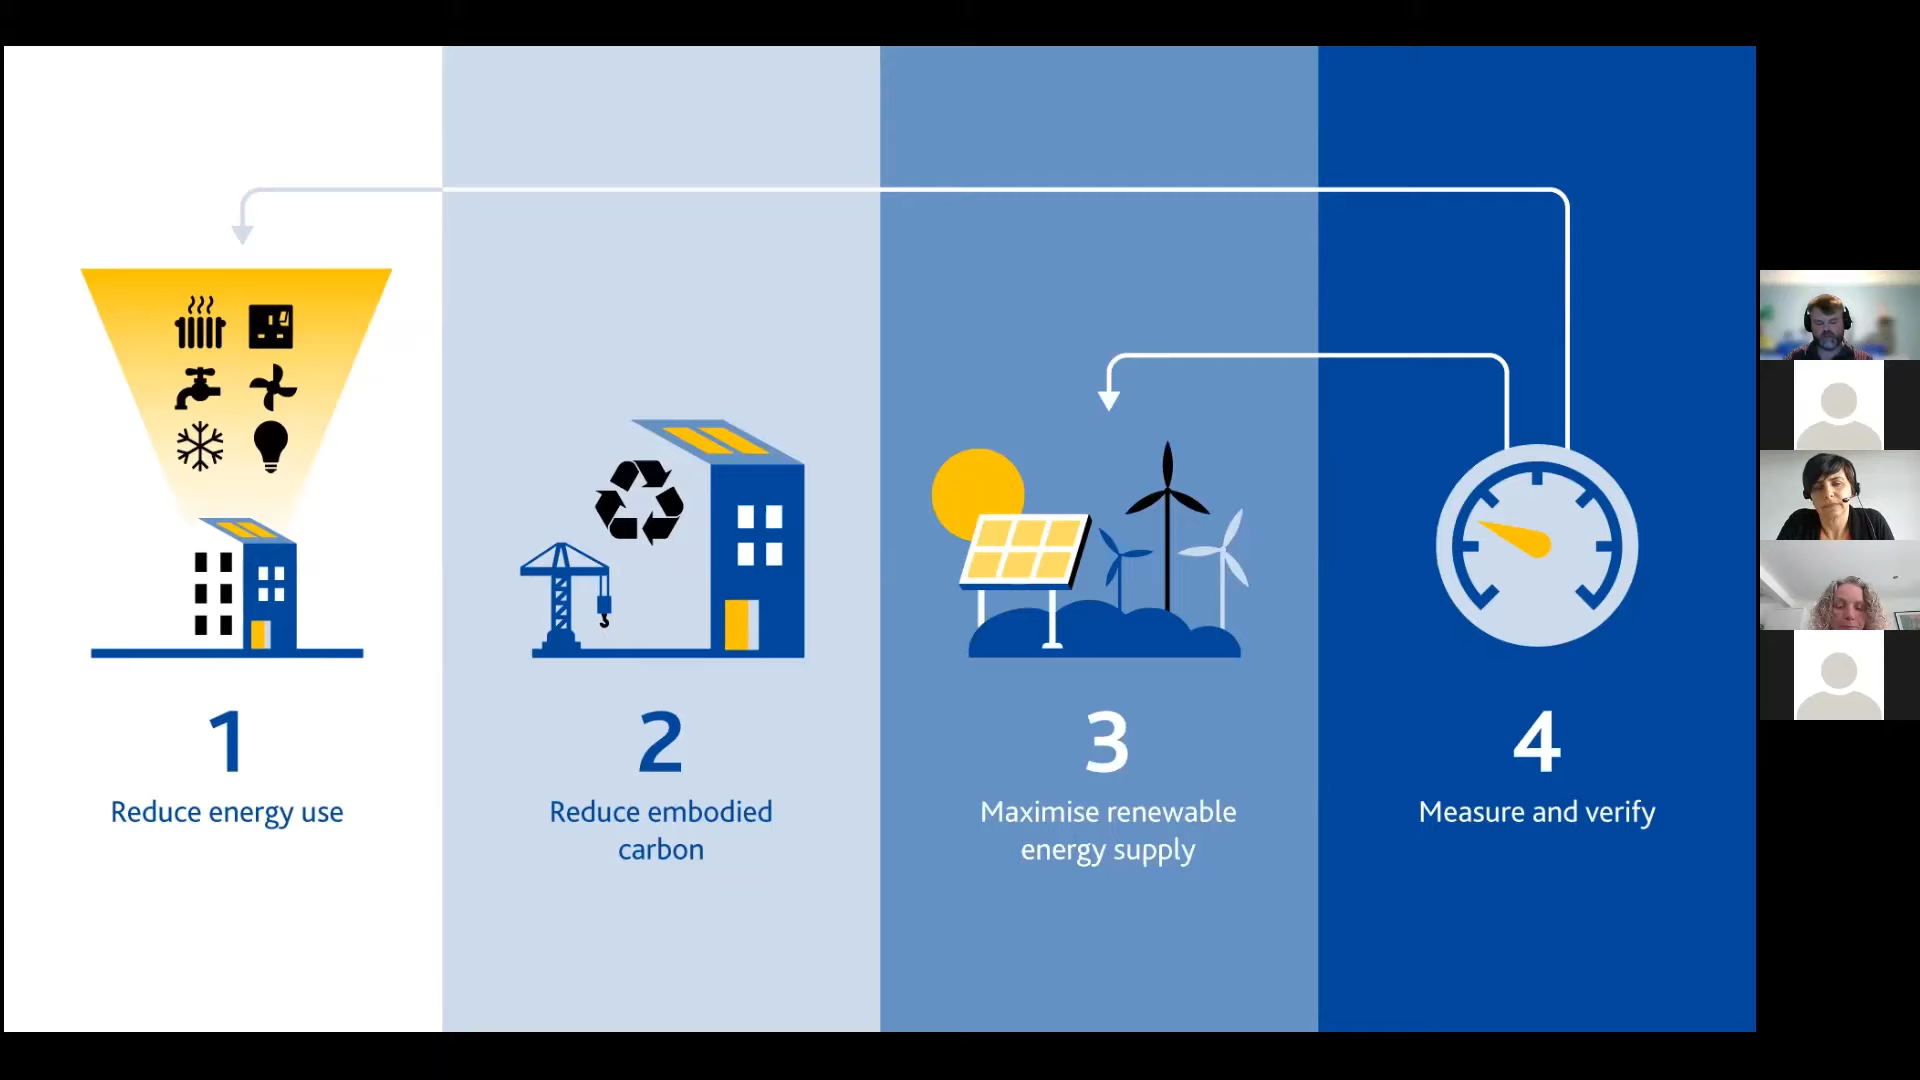 1
Reduce energy use
2
Reduce embodied
carbon
3
Maximise renewable
energy supply
4
Measure and verify